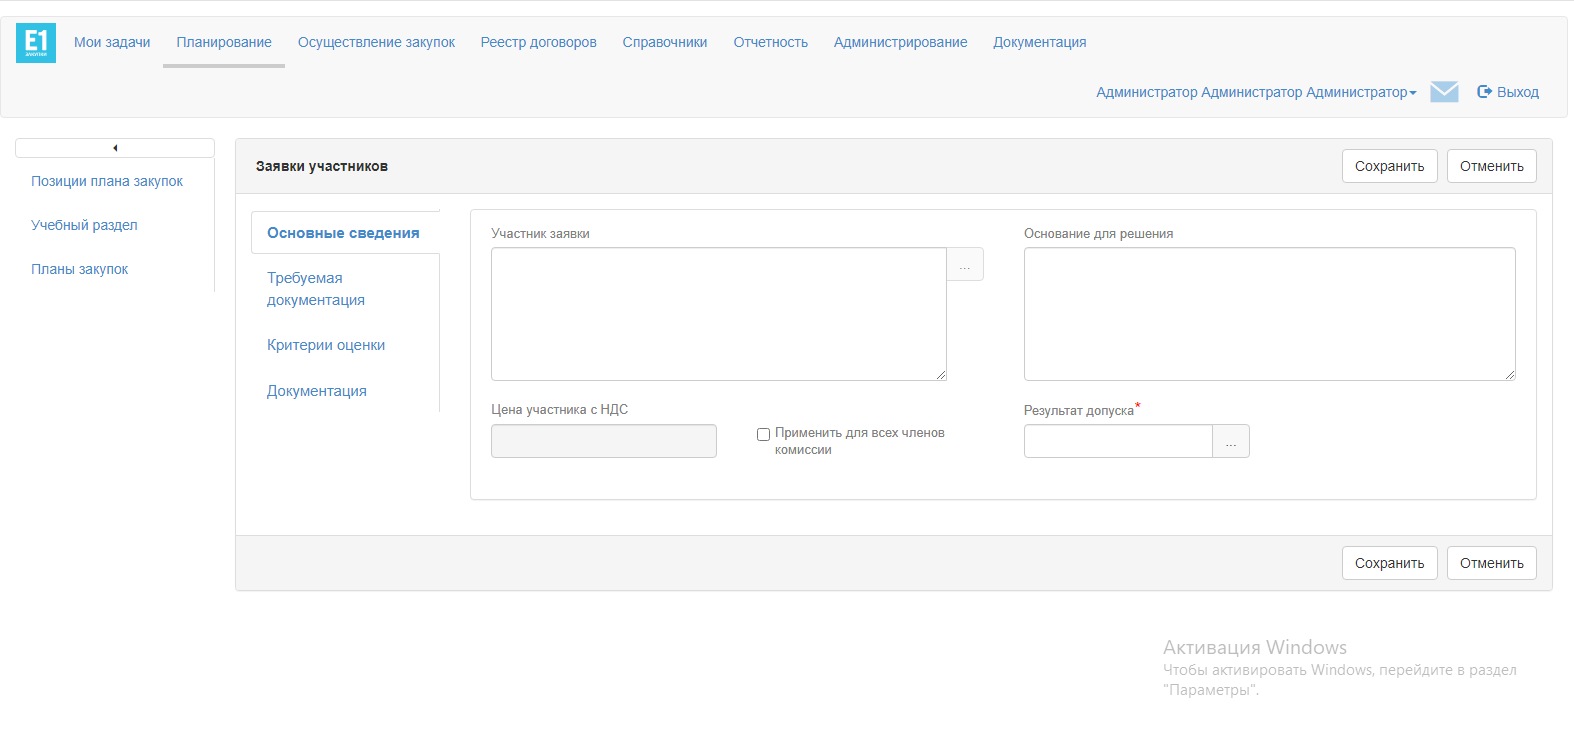 E1
ЗАКУПКИ
Мои задачи
Планирование
Осуществление закупок
Реестр договоров
Справочники
Отчетность
Администрирование
Документация
Администратор Администратор Администратор
Выход
Позиции плана закупок
Учебный раздел
Планы закупок
Заявки участников
Сохранить
Отменить
Основные сведения
Требуемая
документация
Критерии оценки
Документация
Участник заявки
...
Основание для решения
Цена участника с НДС
Применить для всех членов
комиссии
Результат допуска*
...
Сохранить
Отменить
Активация Windows
Чтобы активировать Windows, перейдите в раздел
"Параметры".